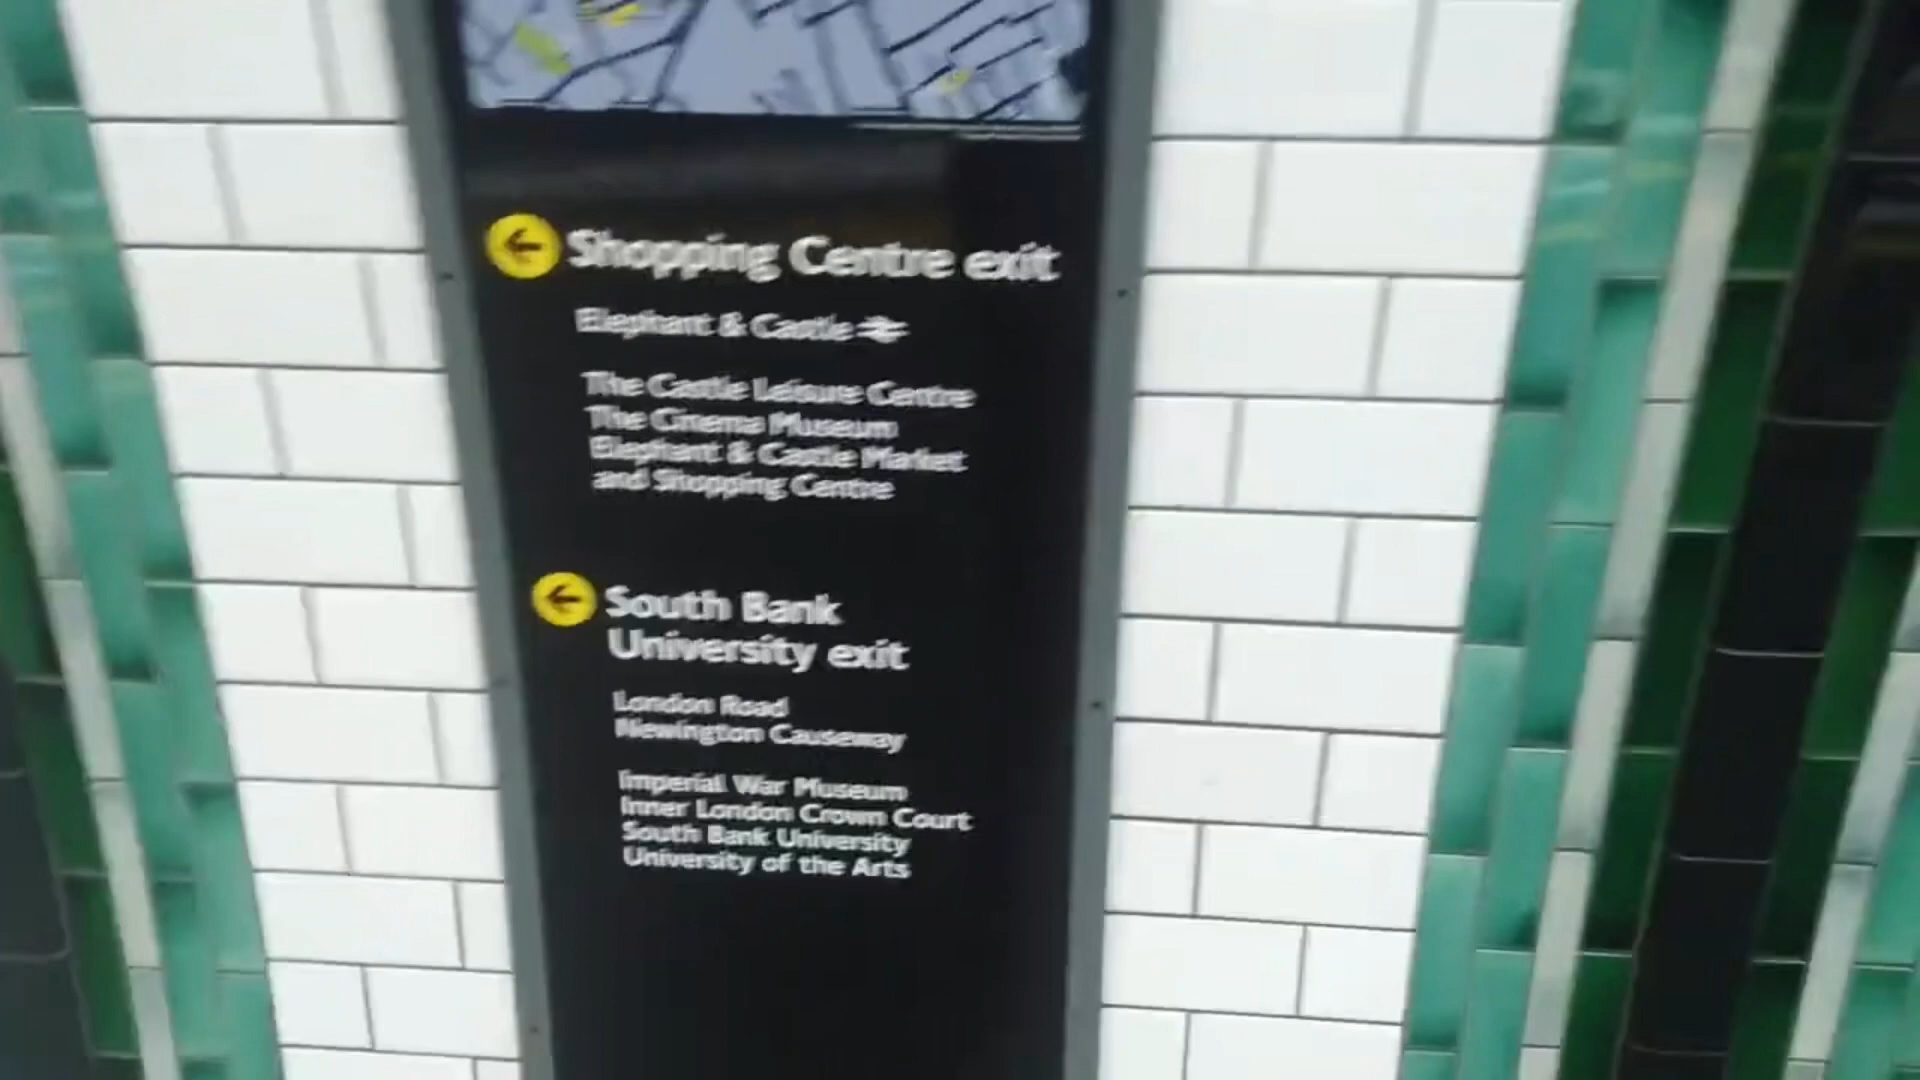 Shopping Centre exit
Elephant & Castle
The Castle Leisure Centre
The Cinema Museum
Elephant & Castle Market
and Shopping Centre
South Bank
University exit
London Road
Newington Causeway
Imperial War Museum
Inner London Crown Court
South Bank University
University of the Arts